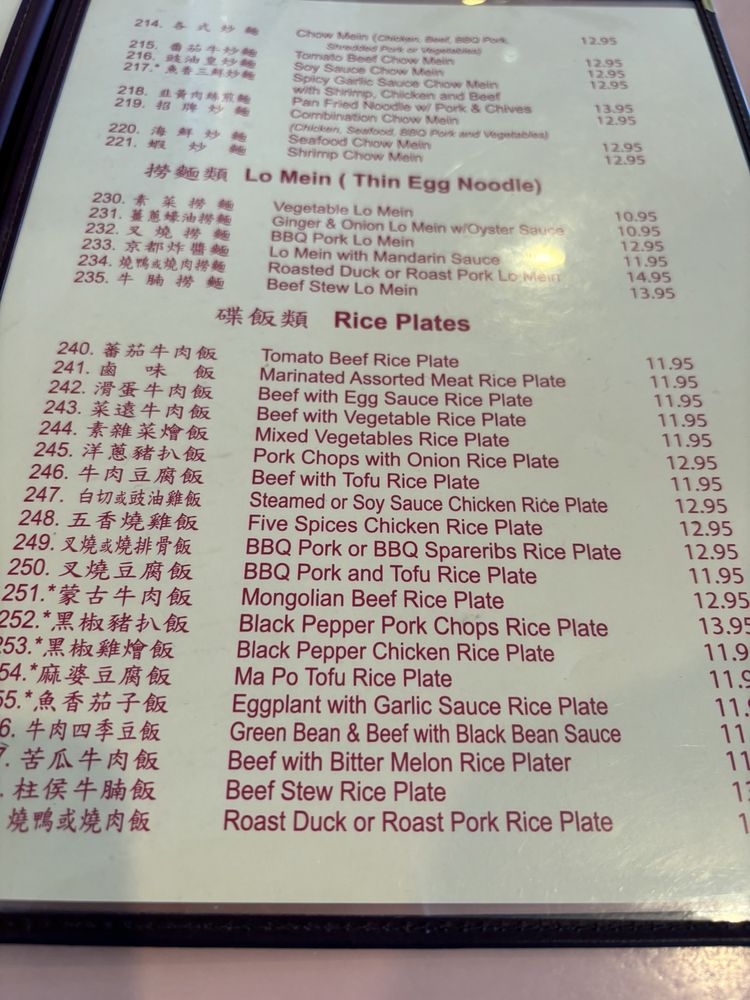 214. 各式炒麵 Chow Mein (Chicken, Beef, BBQ Pork, 12.95
Shredded Pork or Vegetables)
215. 番茄牛炒麵 Tomato Beef Chow Mein 12.95
216. 豉油皇炒麵 Soy Sauce Chow Mein 12.95
217.* 魚香三鮮炒麵 Spicy Garlic Sauce Chow Mein 12.95
with Shrimp, Chicken and Beef
218. 韭黃肉絲煎麵 Pan Fried Noodle w/ Pork & Chives 13.95
219. 招牌炒麵 Combination Chow Mein 12.95
(Chicken, Seafood, BBQ Pork and Vegetables)
220. 海鮮炒麵 Seafood Chow Mein 12.95
221. 蝦炒麵 Shrimp Chow Mein 12.95
撈麵類 Lo Mein ( Thin Egg Noodle)
230. 素菜撈麵 Vegetable Lo Mein 10.95
231. 薑蔥蠔油撈麵 Ginger & Onion Lo Mein w/Oyster Sauce 10.95
232. 叉燒撈麵 BBQ Pork Lo Mein 12.95
233. 京都炸醬麵 Lo Mein with Mandarin Sauce 11.95
234. 燒鴨或燒肉撈麵 Roasted Duck or Roast Pork Lo Mein 14.95
235. 牛腩撈麵 Beef Stew Lo Mein 13.95
碟飯類 Rice Plates
240. 蕃茄牛肉飯 Tomato Beef Rice Plate 11.95
241. 鹵味飯 Marinated Assorted Meat Rice Plate 11.95
242. 滑蛋牛肉飯 Beef with Egg Sauce Rice Plate 11.95
243. 菜遠牛肉飯 Beef with Vegetable Rice Plate 11.95
244. 素雜菜燴飯 Mixed Vegetables Rice Plate 11.95
245. 洋蔥豬扒飯 Pork Chops with Onion Rice Plate 12.95
246. 牛肉豆腐飯 Beef with Tofu Rice Plate 11.95
247. 白切或豉油雞飯 Steamed or Soy Sauce Chicken Rice Plate 12.95
248. 五香燒雞飯 Five Spices Chicken Rice Plate 12.95
249. 叉燒或燒排骨飯 BBQ Pork or BBQ Spareribs Rice Plate 12.95
250. 叉燒豆腐飯 BBQ Pork and Tofu Rice Plate 11.95
251.*蒙古牛肉飯 Mongolian Beef Rice Plate 12.95
252.*黑椒豬扒飯 Black Pepper Pork Chops Rice Plate 13.95
253.*黑椒雞燴飯 Black Pepper Chicken Rice Plate 11.9
54.*麻婆豆腐飯 Ma Po Tofu Rice Plate 11.9
55.*魚香茄子飯 Eggplant with Garlic Sauce Rice Plate 11.
6. 牛肉四季豆飯 Green Bean & Beef with Black Bean Sauce 11
7. 苦瓜牛肉飯 Beef with Bitter Melon Rice Plater 11
. 柱侯牛腩飯 Beef Stew Rice Plate 1
燒鴨或燒肉飯 Roast Duck or Roast Pork Rice Plate 1